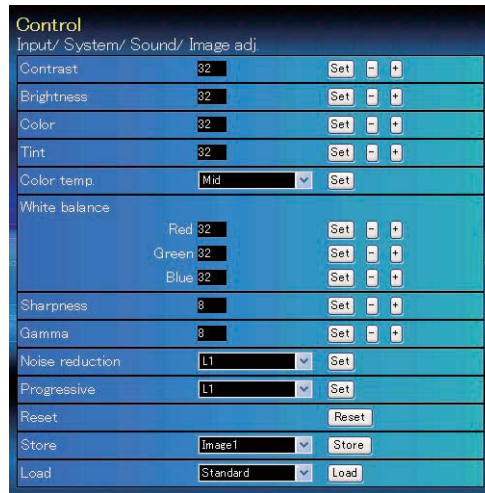 Control
Input/ System/ Sound/ Image adj.
Contrast 32 Set - +
Brightness 32 Set - +
Color 32 Set - +
Tint 32 Set - +
Color temp. Mid Set
White balance
Red 32 Set - +
Green 32 Set - +
Blue 32 Set - +
Sharpness 8 Set - +
Gamma 8 Set - +
Noise reduction L1 Set
Progressive L1 Set
Reset Reset
Store Image1 Store
Load Standard Load